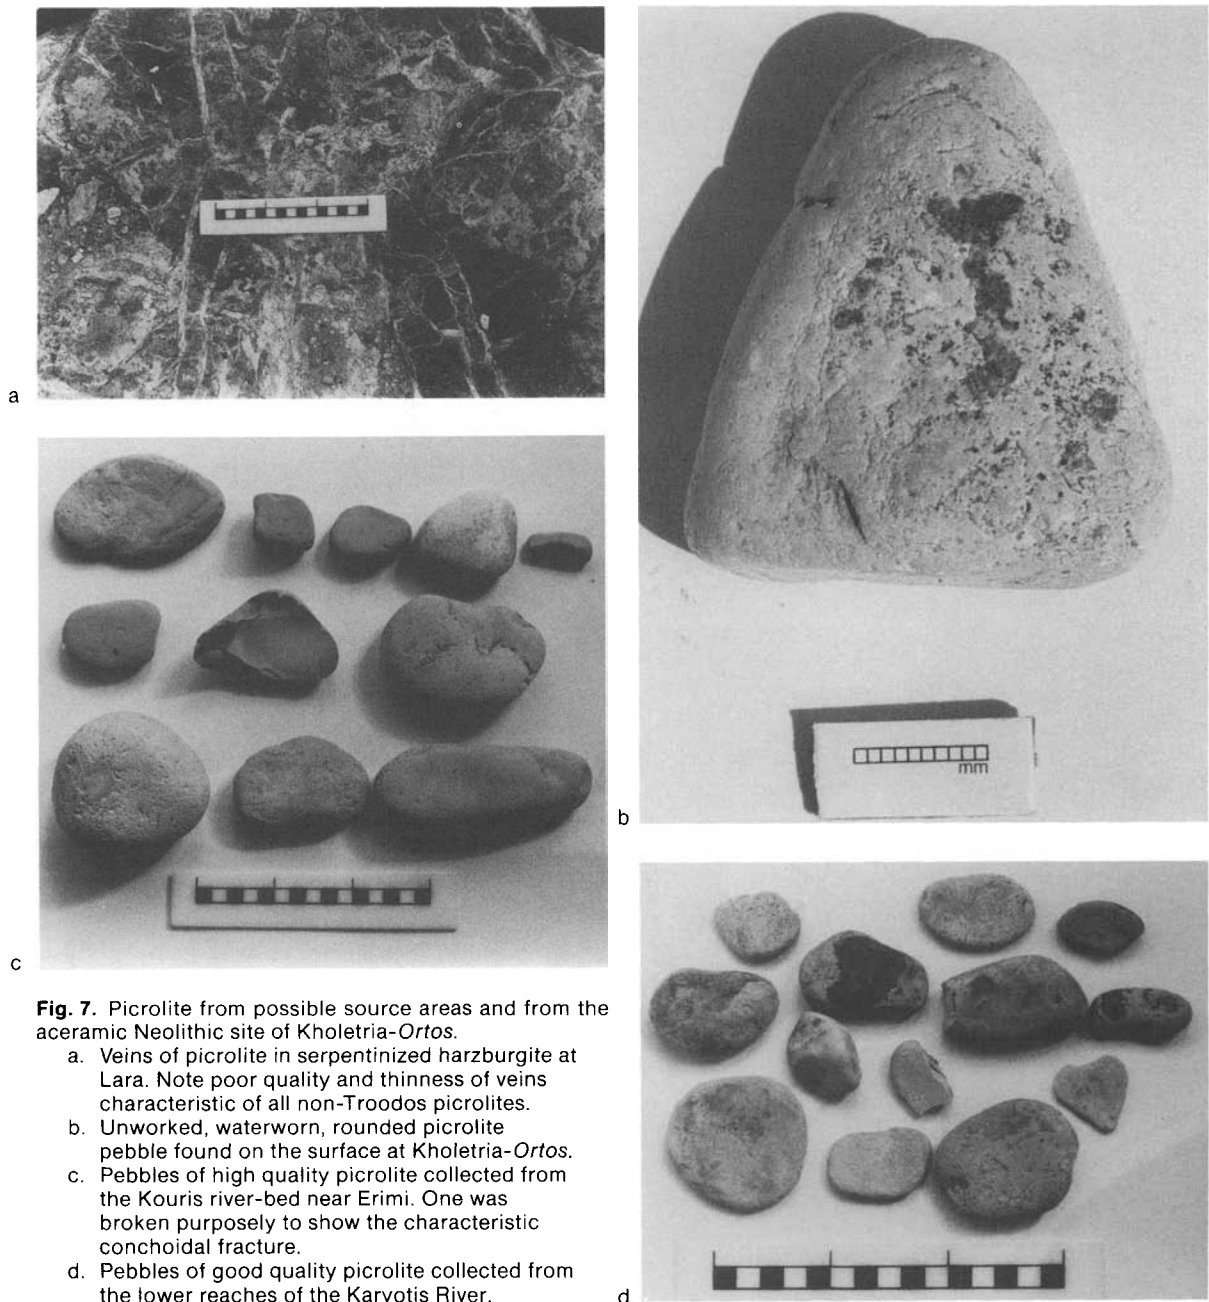 a
b
mm
c
d
Fig. 7. Picrolite from possible source areas and from the
aceramic Neolithic site of Kholetria-Ortos.
a. Veins of picrolite in serpentinized harzburgite at
Lara. Note poor quality and thinness of veins
characteristic of all non-Troodos picrolites.
b. Unworked, waterworn, rounded picrolite
pebble found on the surface at Kholetria-Ortos.
c. Pebbles of high quality picrolite collected from
the Kouris river-bed near Erimi. One was
broken purposely to show the characteristic
conchoidal fracture.
d. Pebbles of good quality picrolite collected from
the lower reaches of the Karyotis River.